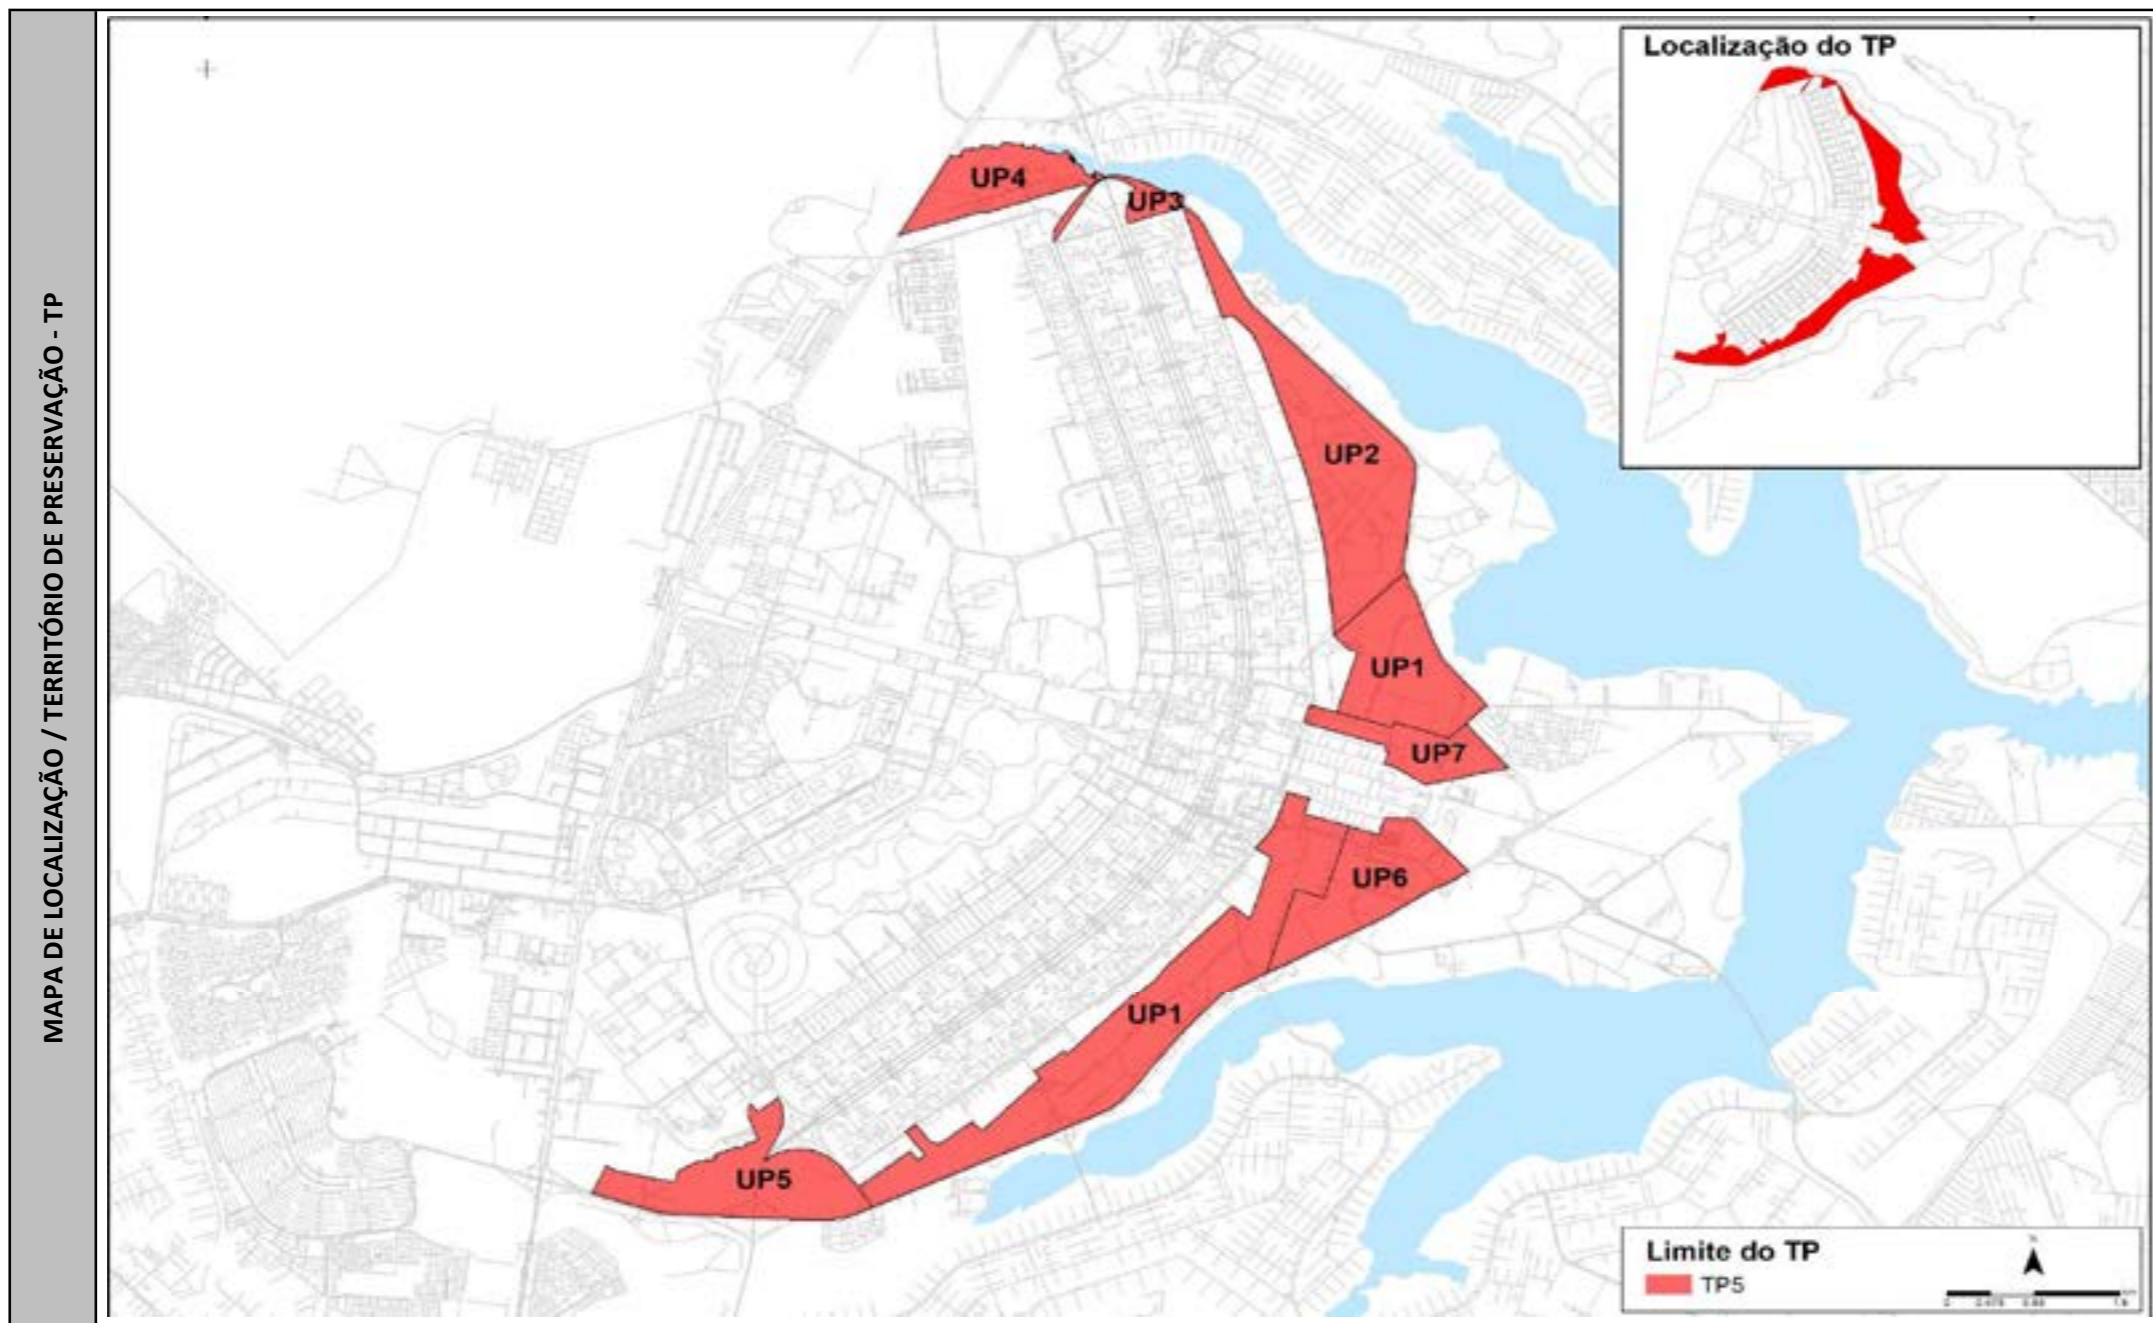 MAPA DE LOCALIZAÇÃO / TERRITÓRIO DE PRESERVAÇÃO - TP
Localização do TP
UP4
UP3
UP2
UP1
UP7
UP6
UP1
UP5
Limite do TP
TP5